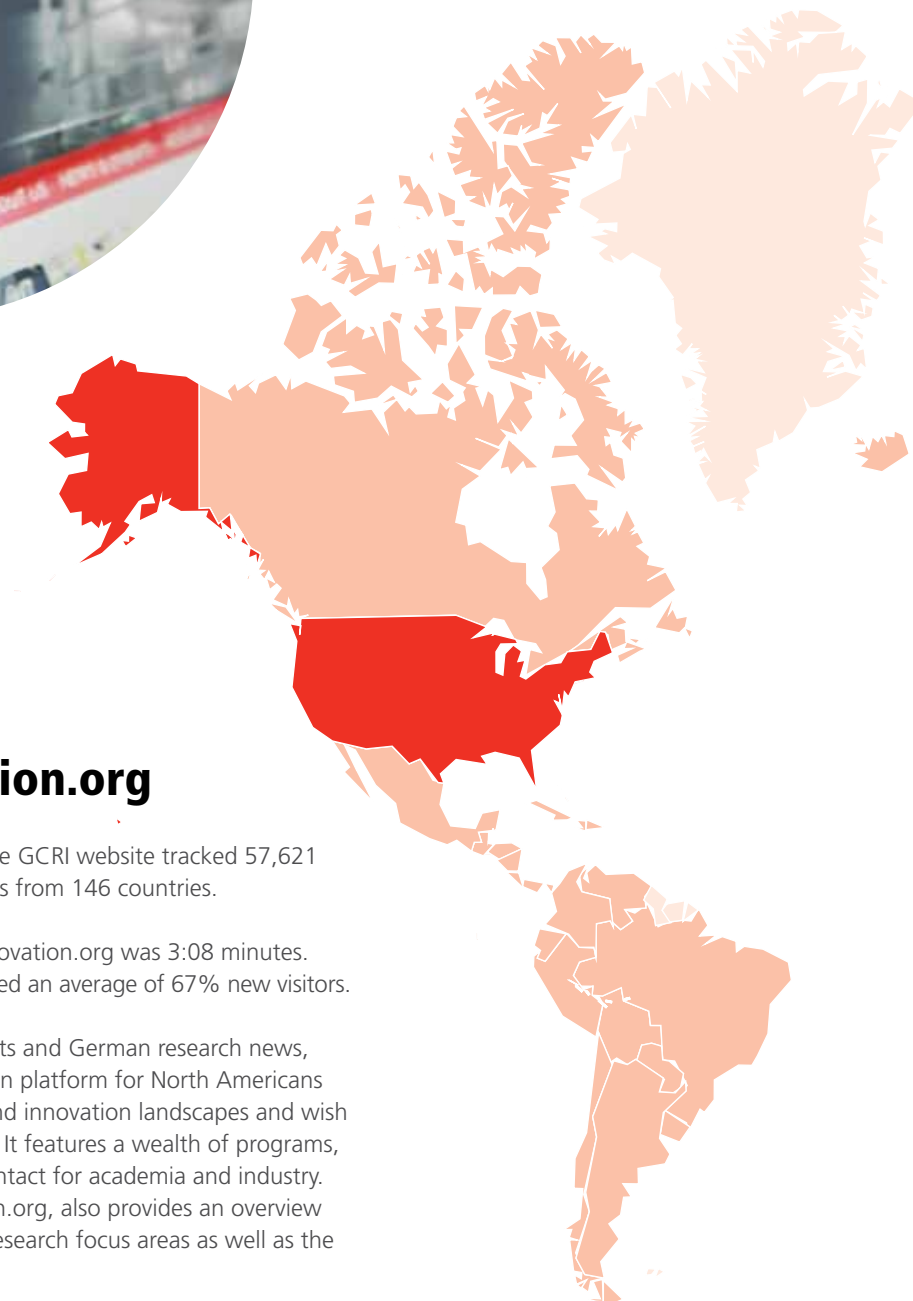 tion.org
e GCRI website tracked 57,621
s from 146 countries.
ovation.org was 3:08 minutes.
ed an average of 67% new visitors.
ts and German research news,
n platform for North Americans
nd innovation landscapes and wish
It features a wealth of programs,
ntact for academia and industry.
n.org, also provides an overview
esearch focus areas as well as the